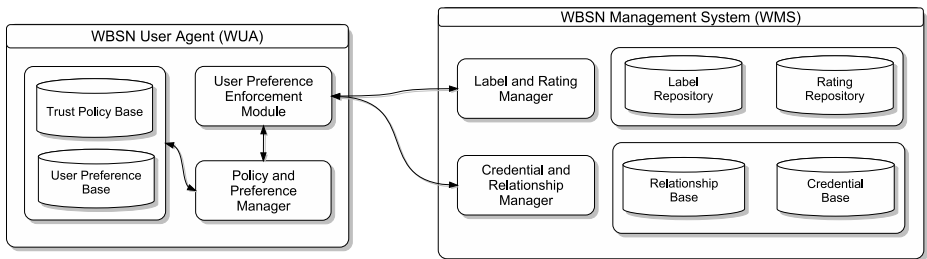 WBSN User Agent (WUA)
Trust Policy Base
User Preference
Base
User Preference
Enforcement
Module
Policy and
Preference
Manager
WBSN Management System (WMS)
Label and Rating
Manager
Label
Repository
Rating
Repository
Credential and
Relationship
Manager
Relationship
Base
Credential
Base